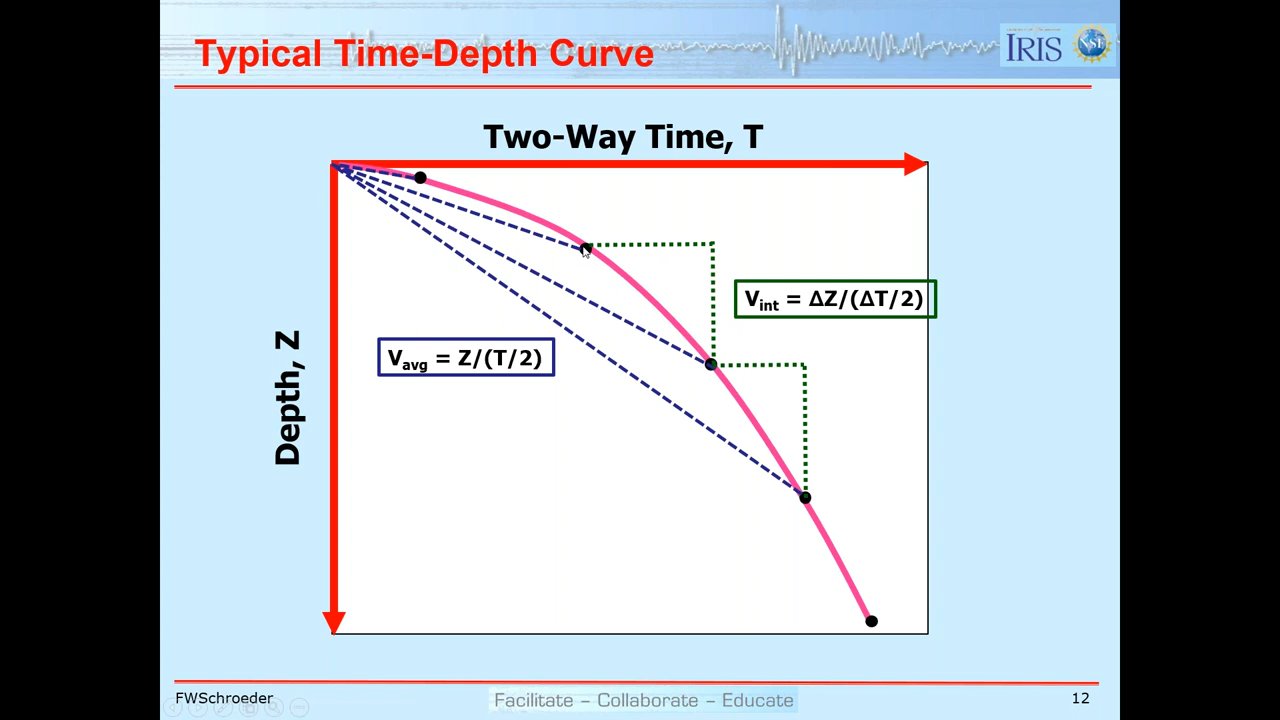 Typical Time-Depth Curve
IRIS
NSF
Two-Way Time, T
Vint = ΔZ/(ΔT/2)
Vavg = Z/(T/2)
Depth, Z
FWSchroeder
Facilitate – Collaborate – Educate
12